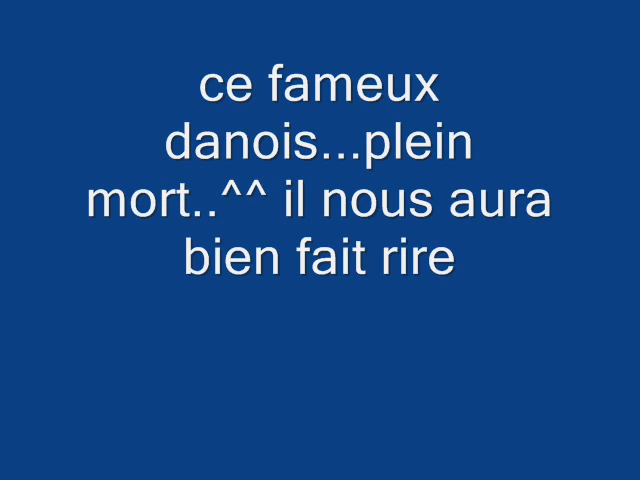 ce fameux
danois...plein
mort..^^ il nous aura
bien fait rire